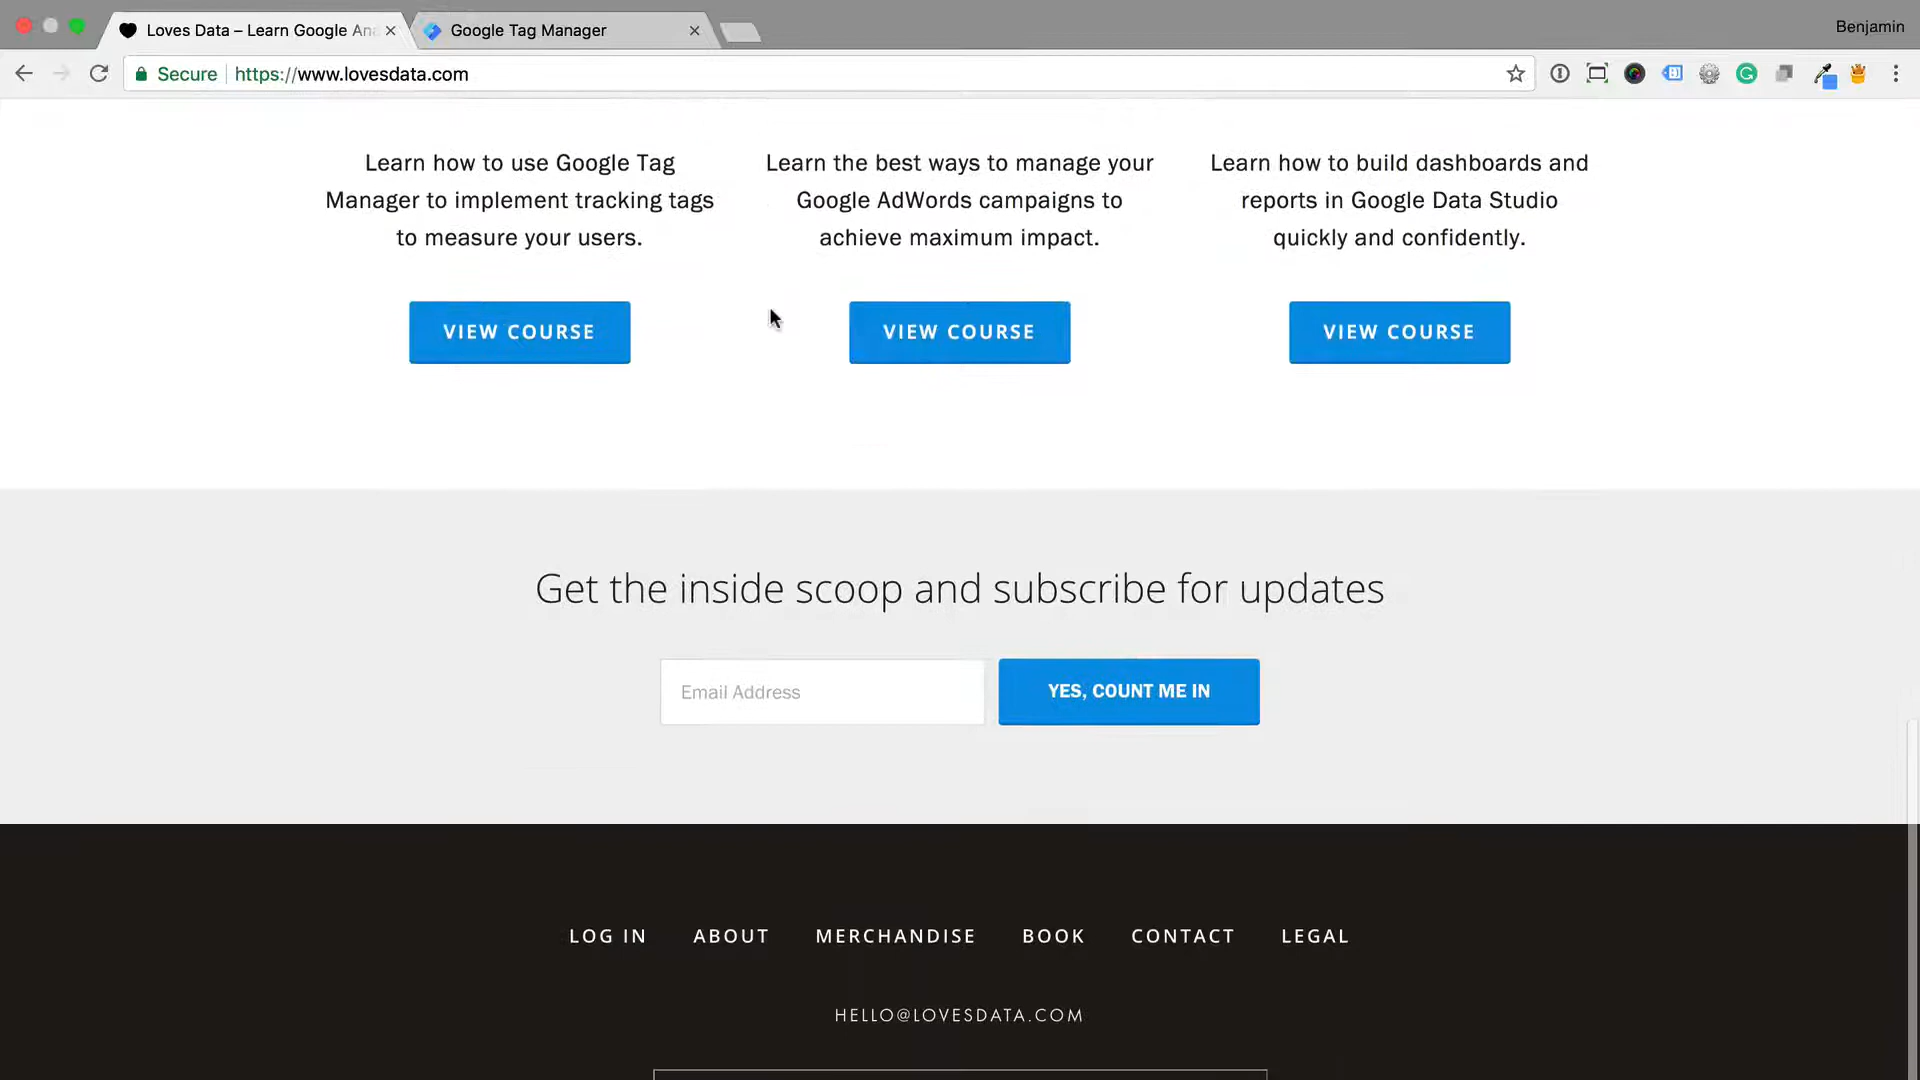 Loves Data – Learn Google Ana
Google Tag Manager
Benjamin
Secure
https://www.lovesdata.com
Learn how to use Google Tag
Manager to implement tracking tags
to measure your users.
VIEW COURSE
Learn the best ways to manage your
Google AdWords campaigns to
achieve maximum impact.
VIEW COURSE
Learn how to build dashboards and
reports in Google Data Studio
quickly and confidently.
VIEW COURSE
Get the inside scoop and subscribe for updates
Email Address
YES, COUNT ME IN
LOG IN ABOUT MERCHANDISE BOOK CONTACT LEGAL
HELLO@LOVESDATA.COM